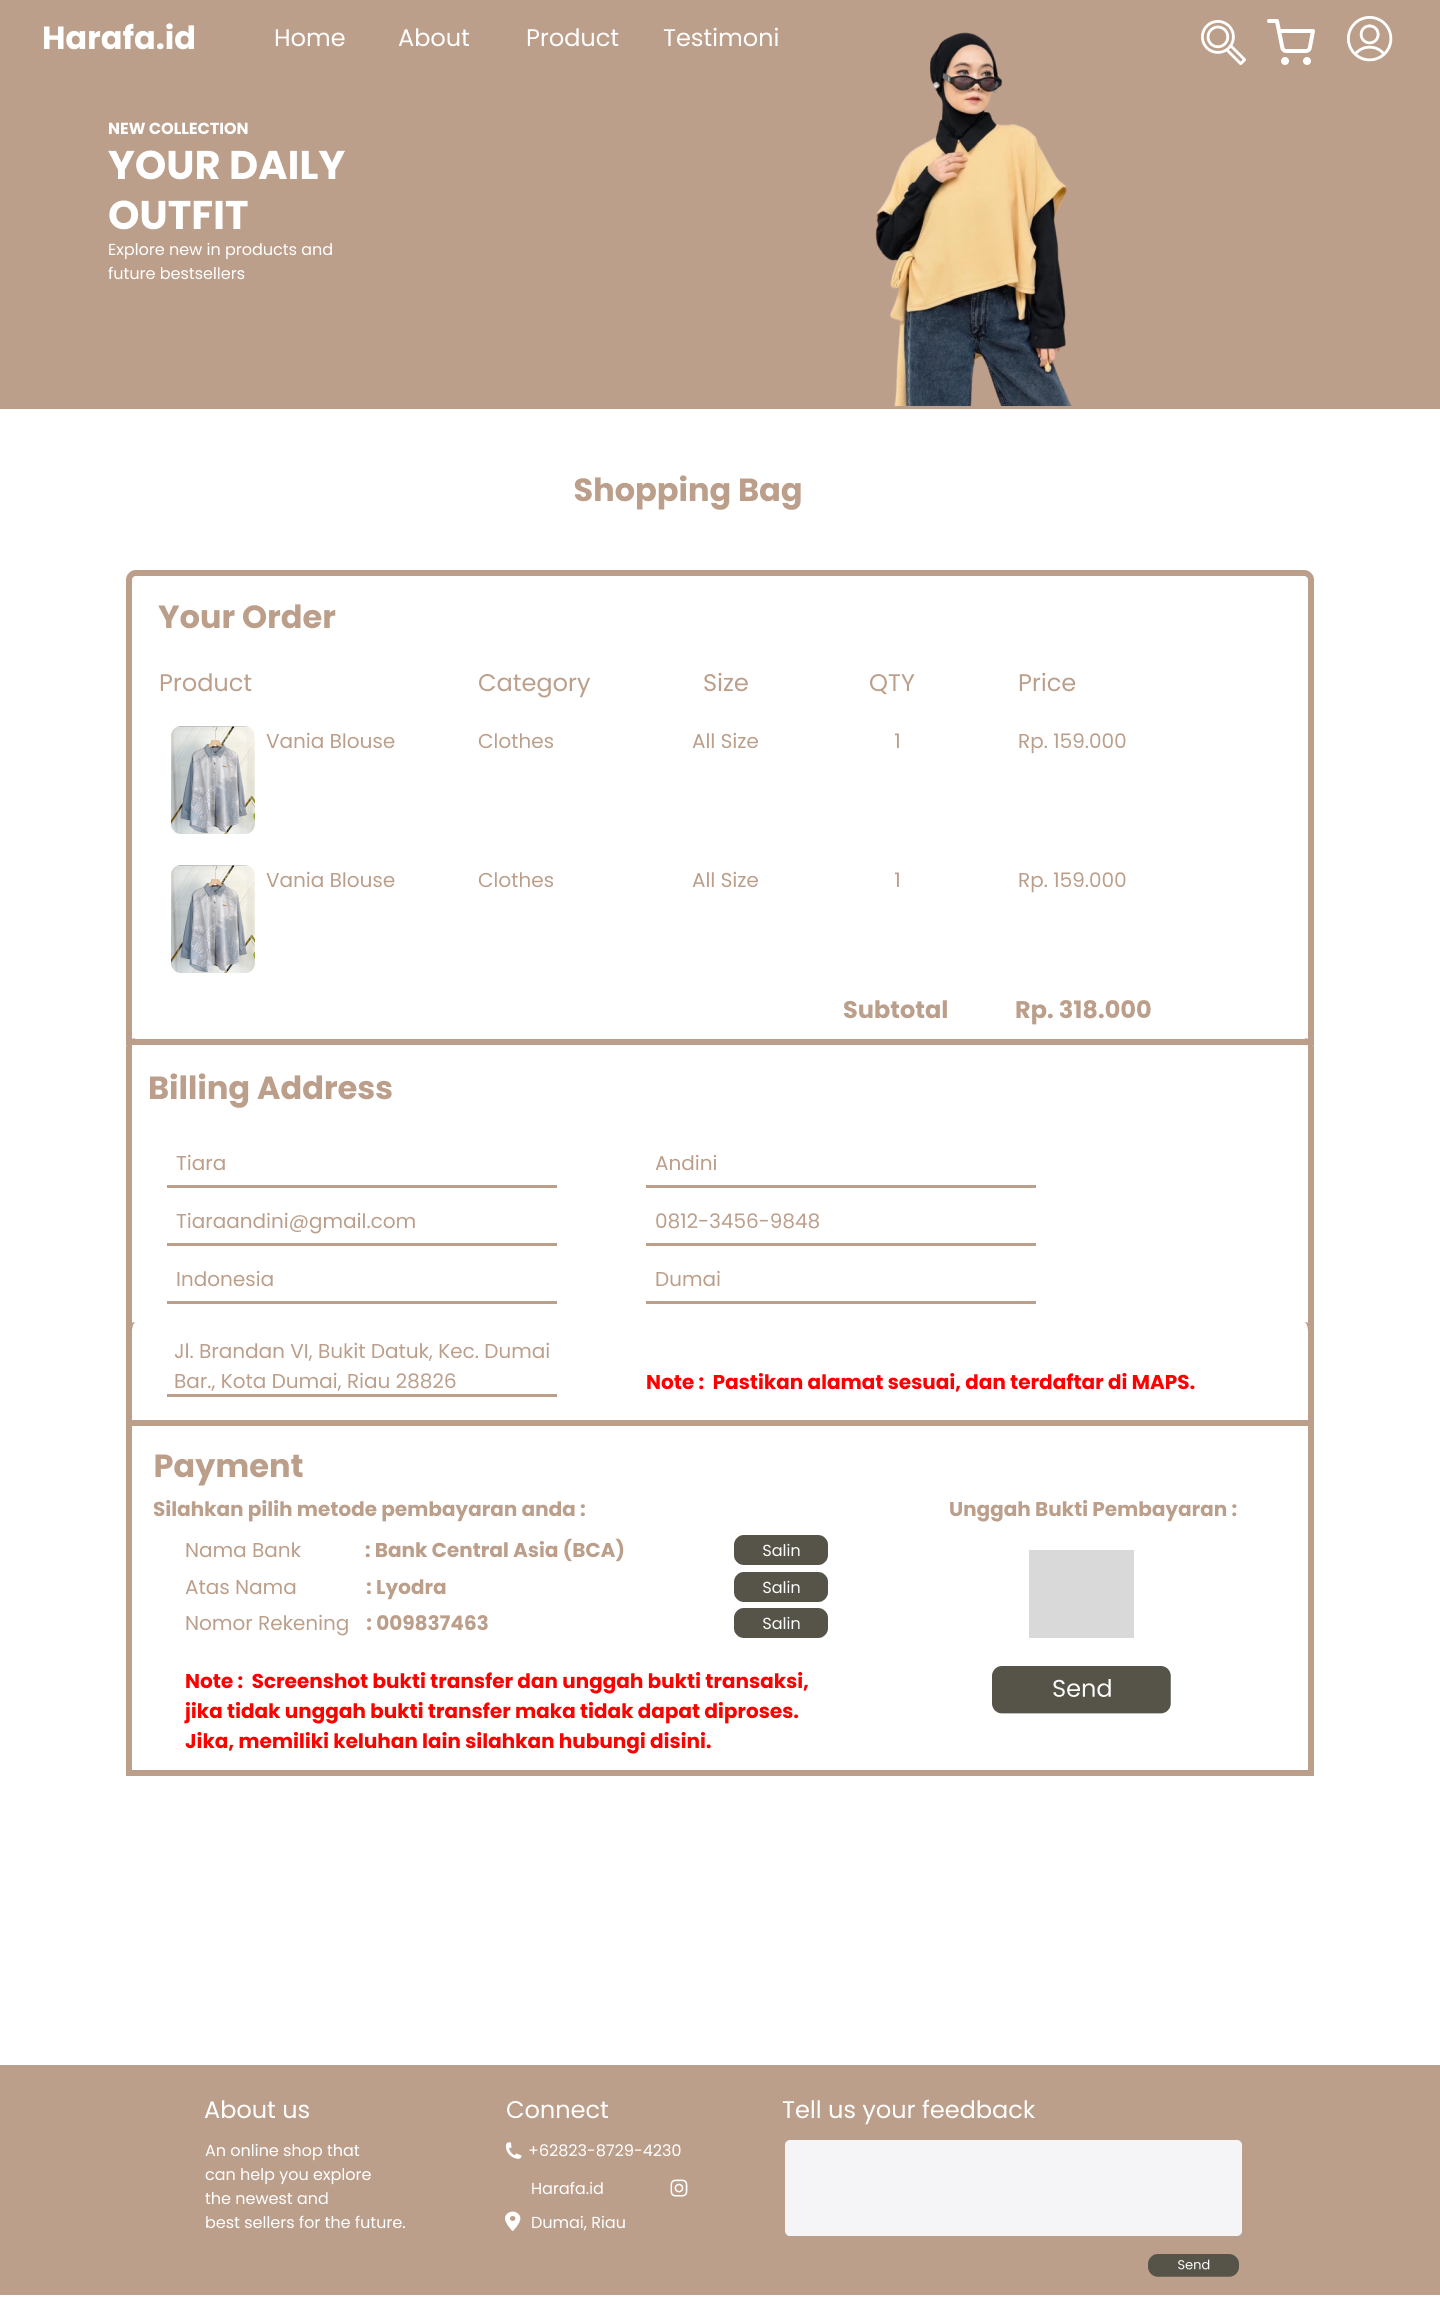 Harafa.id
Home
About
Product
Testimoni
NEW COLLECTION
YOUR DAILY
OUTFIT
Explore new in products and
future bestsellers
Shopping Bag
Your Order
Product Category Size QTY Price
Vania Blouse Clothes All Size 1 Rp. 159.000
Vania Blouse Clothes All Size 1 Rp. 159.000
Subtotal Rp. 318.000
Billing Address
Tiara
Andini
Tiaraandini@gmail.com
0812-3456-9848
Indonesia
Dumai
Jl. Brandan VI, Bukit Datuk, Kec. Dumai
Bar., Kota Dumai, Riau 28826
Note : Pastikan alamat sesuai, dan terdaftar di MAPS.
Payment
Silahkan pilih metode pembayaran anda :
Nama Bank : Bank Central Asia (BCA) Salin
Atas Nama : Lyodra Salin
Nomor Rekening : 009837463 Salin
Note : Screenshot bukti transfer dan unggah bukti transaksi,
jika tidak unggah bukti transfer maka tidak dapat diproses.
Jika, memiliki keluhan lain silahkan hubungi disini.
Unggah Bukti Pembayaran :
Send
About us
An online shop that
can help you explore
the newest and
best sellers for the future.
Connect
+62823-8729-4230
Harafa.id
Dumai, Riau
Tell us your feedback
Send